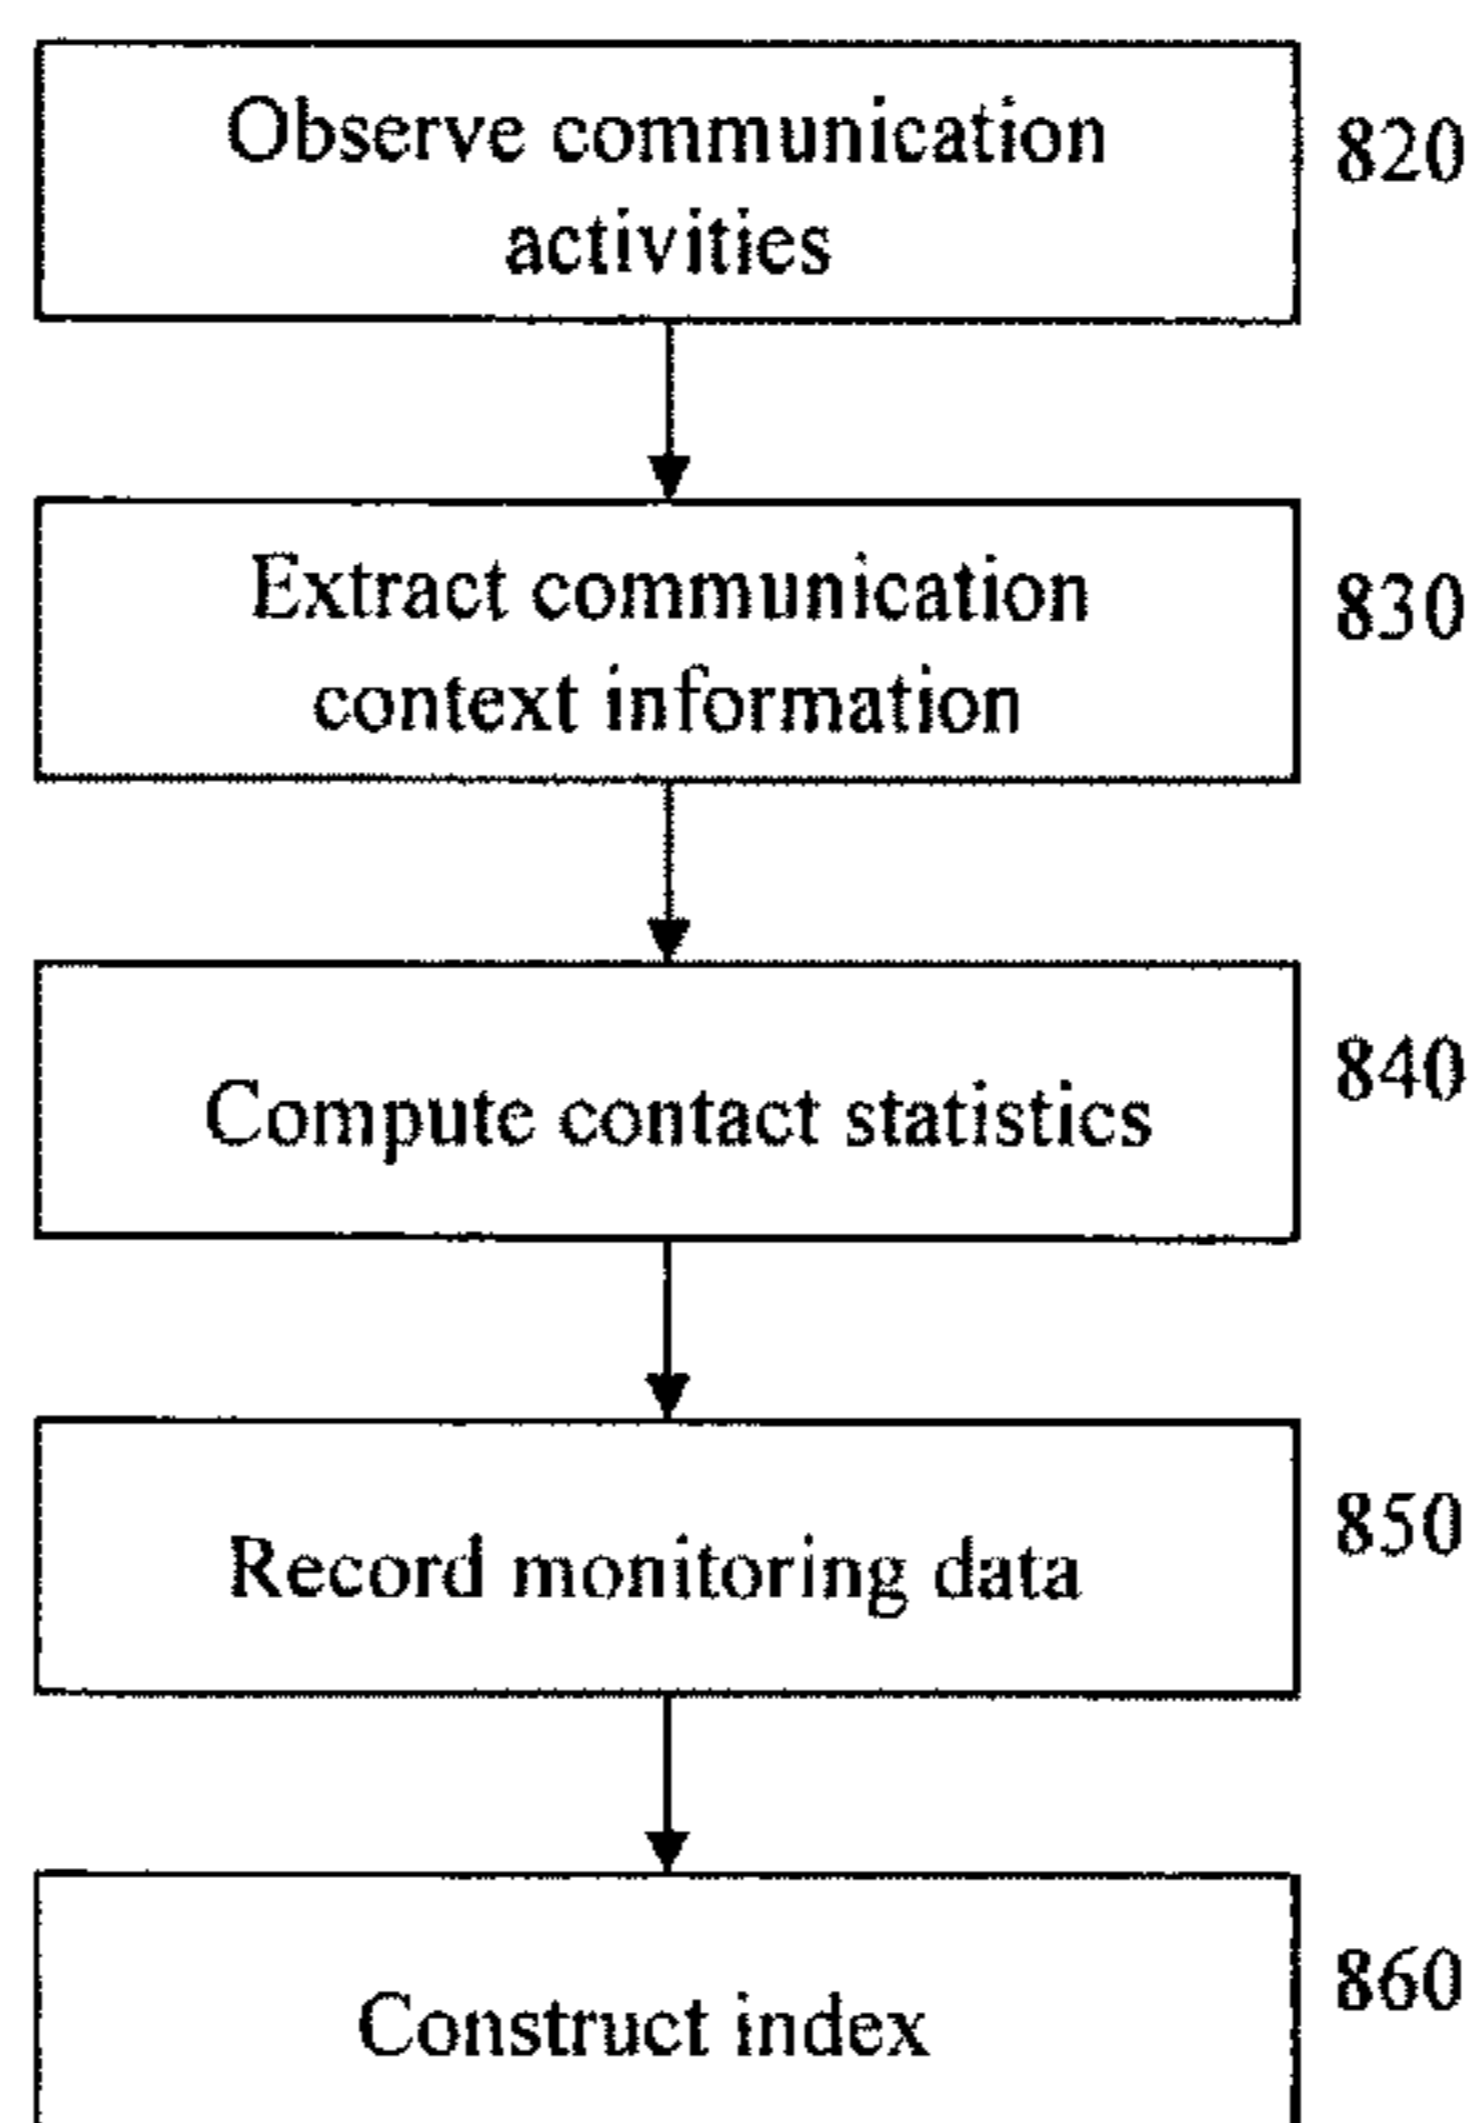 Observe communication
activities
820
Extract communication
context information
830
Compute contact statistics
840
Record monitoring data
850
Construct index
860